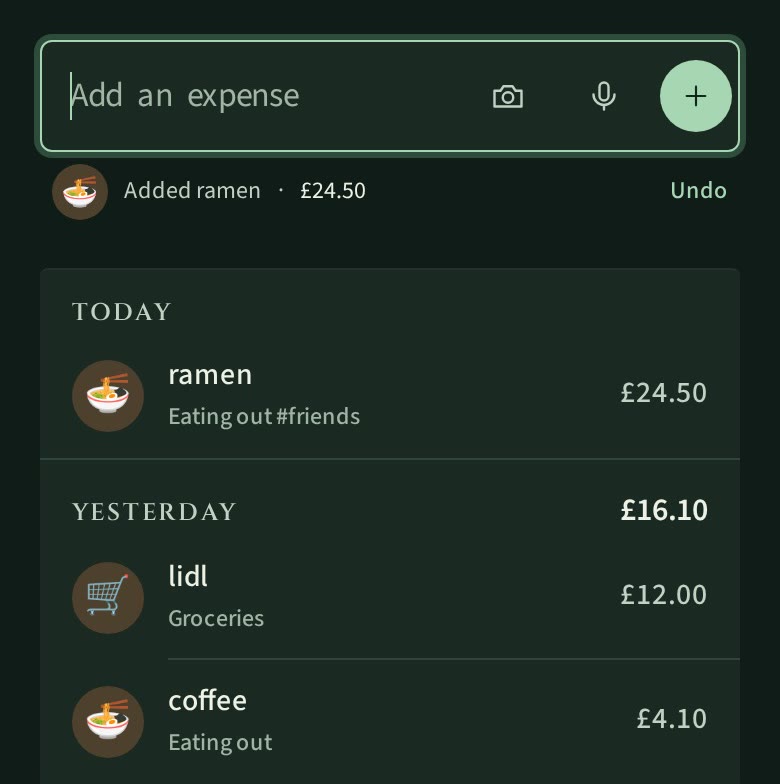 Add an expense
Added ramen · £24.50 Undo
TODAY
ramen
Eating out #friends
£24.50
YESTERDAY £16.10
lidl
Groceries
£12.00
coffee
Eating out
£4.10